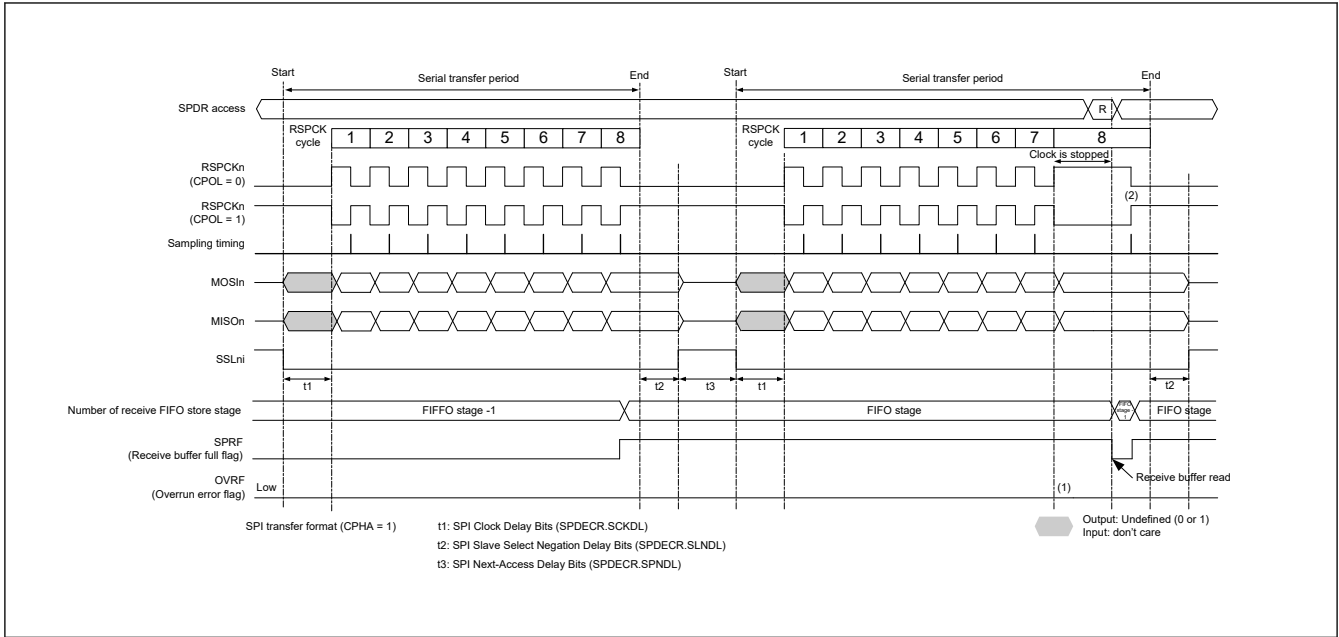 Start
Serial transfer period
End
Start
Serial transfer period
End
SPDR access
R
RSPCK
cycle
1 2 3 4 5 6 7 8
RSPCK
cycle
1 2 3 4 5 6 7 8
Clock is stopped
RSPCKn
(CPOL = 0)
(2)
RSPCKn
(CPOL = 1)
Sampling timing
MOSIn
MISOn
SSLni
t1
t2
t3
t1
t2
Number of receive FIFO store stage
FIFFO stage -1
FIFO stage
FIFO
stage -
1
FIFO stage
SPRF
(Receive buffer full flag)
Receive buffer read
OVRF
(Overrun error flag)
Low
(1)
SPI transfer format (CPHA = 1)
t1: SPI Clock Delay Bits (SPDECR.SCKDL)
t2: SPI Slave Select Negation Delay Bits (SPDECR.SLNDL)
t3: SPI Next-Access Delay Bits (SPDECR.SPNDL)
Output: Undefined (0 or 1)
Input: don't care